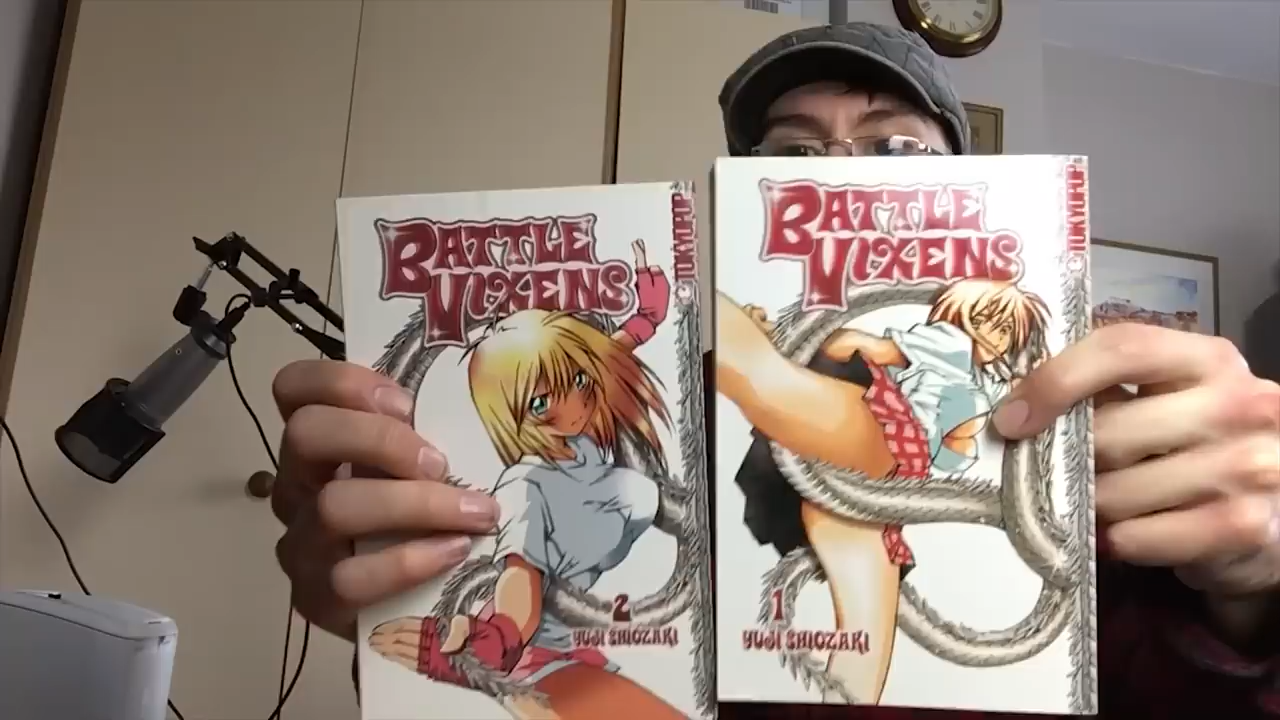 BATTLE
VIXENS
TOKYOPOP
2
YUJI SHIOZAKI
BATTLE
VIXENS
TOKYOPOP
1
YUJI SHIOZAKI